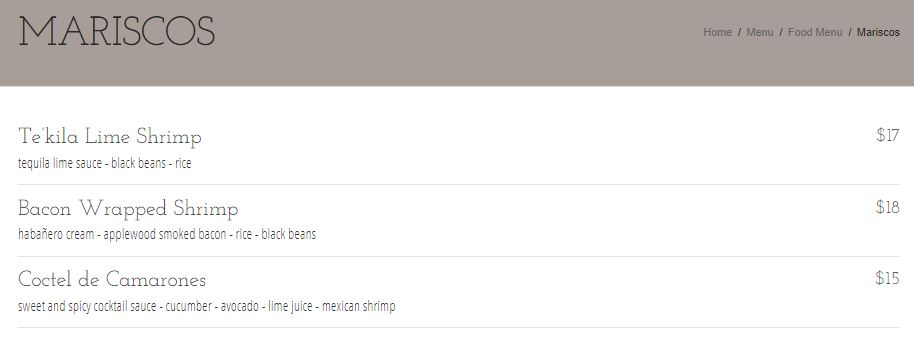 MARISCOS
Home / Menu / Food Menu / Mariscos
Te'kila Lime Shrimp $17
tequila lime sauce - black beans - rice
Bacon Wrapped Shrimp $18
habañero cream - applewood smoked bacon - rice - black beans
Coctel de Camarones $15
sweet and spicy cocktail sauce - cucumber - avocado - lime juice - mexican shrimp